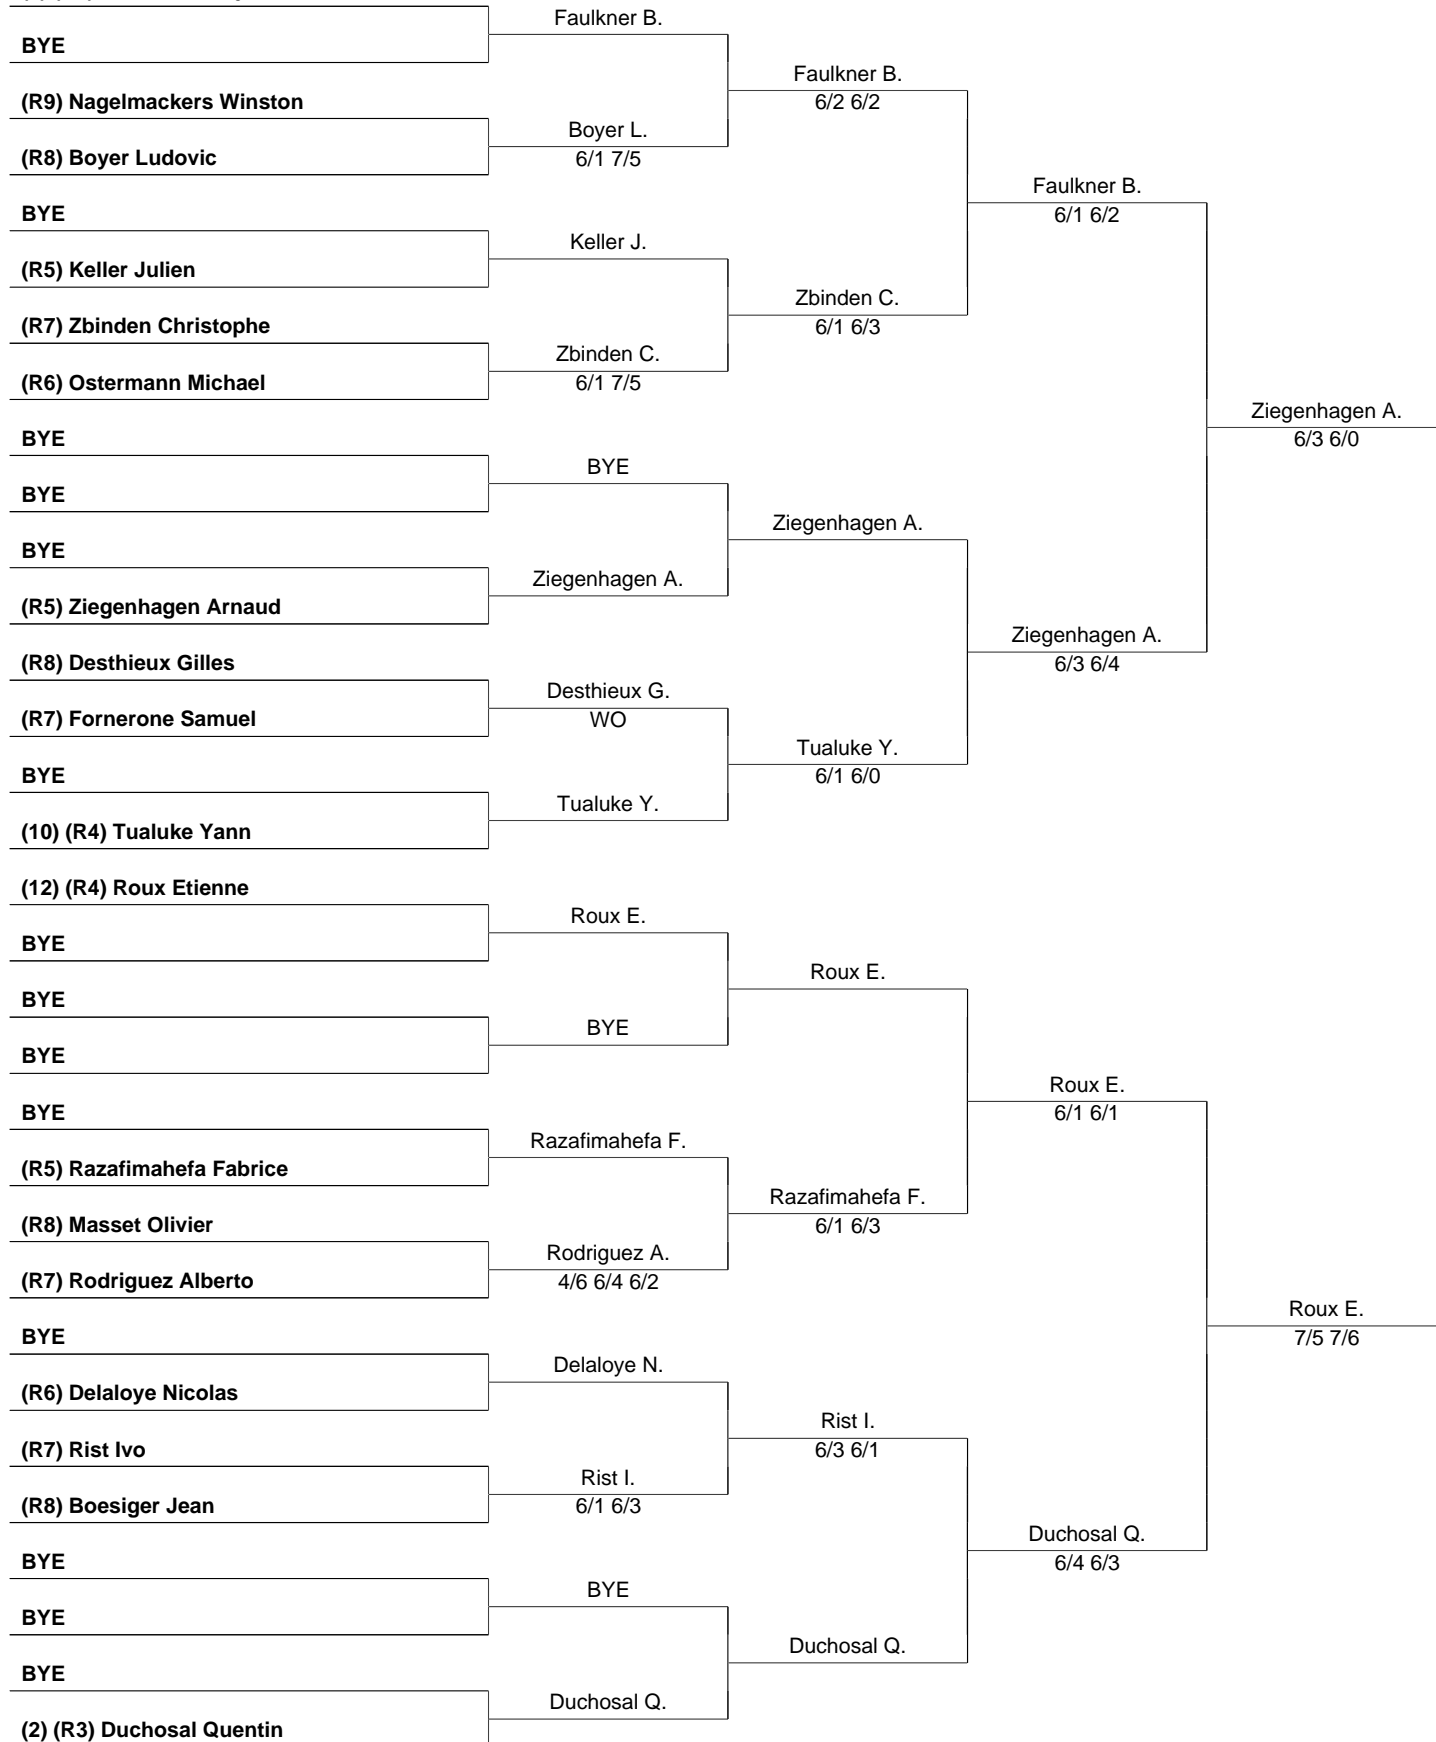 Faulkner B.
BYE
Faulkner B.
(R9) Nagelmackers Winston
6/2 6/2
Boyer L.
(R8) Boyer Ludovic
6/1 7/5
Faulkner B.
BYE
6/1 6/2
Keller J.
(R5) Keller Julien
Zbinden C.
(R7) Zbinden Christophe
6/1 6/3
Zbinden C.
(R6) Ostermann Michael
6/1 7/5
Ziegenhagen A.
BYE
6/3 6/0
BYE
BYE
Ziegenhagen A.
BYE
Ziegenhagen A.
(R5) Ziegenhagen Arnaud
Ziegenhagen A.
(R8) Desthieux Gilles
6/3 6/4
Desthieux G.
(R7) Fornerone Samuel
WO
Tualuke Y.
BYE
6/1 6/0
Tualuke Y.
(10) (R4) Tualuke Yann
(12) (R4) Roux Etienne
Roux E.
BYE
Roux E.
BYE
BYE
BYE
Roux E.
BYE
6/1 6/1
Razafimahefa F.
(R5) Razafimahefa Fabrice
Razafimahefa F.
(R8) Masset Olivier
6/1 6/3
Rodriguez A.
(R7) Rodriguez Alberto
4/6 6/4 6/2
Roux E.
BYE
7/5 7/6
Delaloye N.
(R6) Delaloye Nicolas
Rist I.
(R7) Rist Ivo
6/3 6/1
Rist I.
(R8) Boesiger Jean
6/1 6/3
Duchosal Q.
BYE
6/4 6/3
BYE
BYE
Duchosal Q.
BYE
Duchosal Q.
(2) (R3) Duchosal Quentin